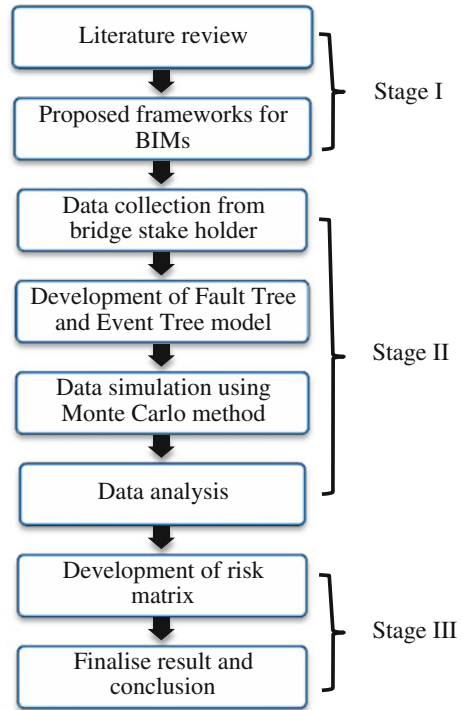 Literature review
Stage I
Proposed frameworks for
BIMs
Data collection from
bridge stake holder
Development of Fault Tree
and Event Tree model
Stage II
Data simulation using
Monte Carlo method
Data analysis
Development of risk
matrix
Stage III
Finalise result and
conclusion